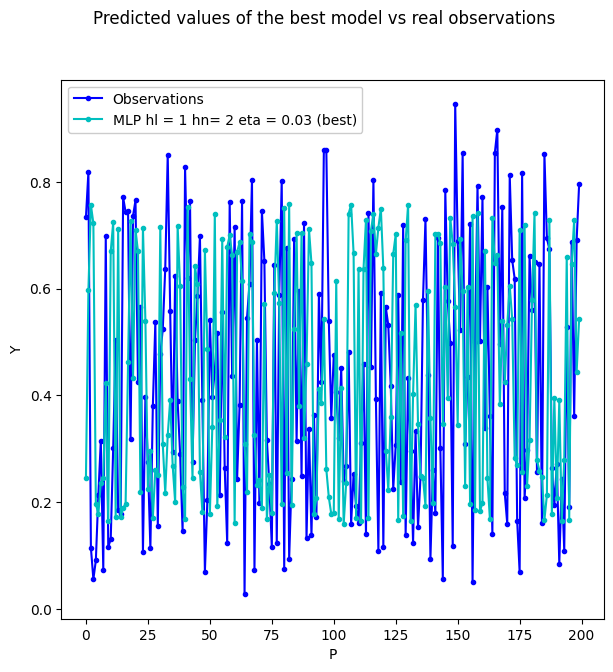 Predicted values of the best model vs real observations
Observations
MLP hl = 1 hn= 2 eta = 0.03 (best)
0.8
0.6
Y
0.4
0.2
0.0
0 25 50 75 100 125 150 175 200
P